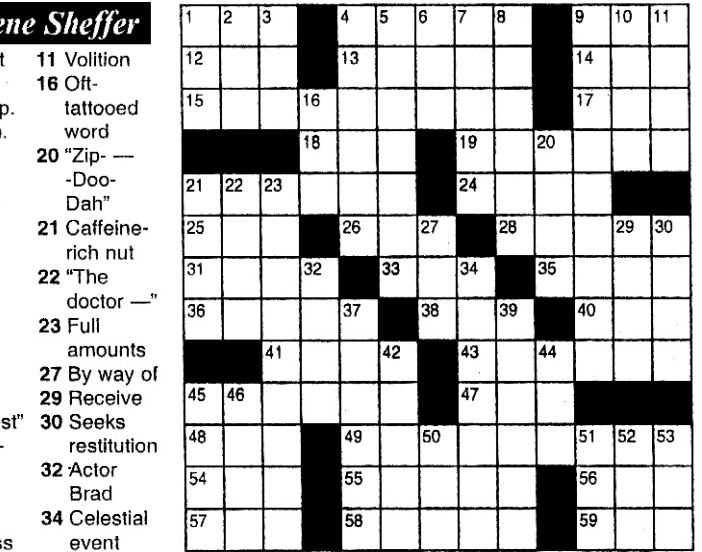 ene Sheffer
t
p.
st"
-
ss
11 Volition
16 Oft-
tattooed
word
20 "Zip- —
-Doo-
Dah"
21 Caffeine-
rich nut
22 "The
doctor —"
23 Full
amounts
27 By way of
29 Receive
30 Seeks
restitution
32 Actor
Brad
34 Celestial
event
1 2 3 4 5 6 7 8 9 10 11
12 13 14
15 16 17
18 19 20
21 22 23 24
25 26 27 28 29 30
31 32 33 34 35
36 37 38 39 40
41 42 43 44
45 46 47
48 49 50 51 52 53
54 55 56
57 58 59